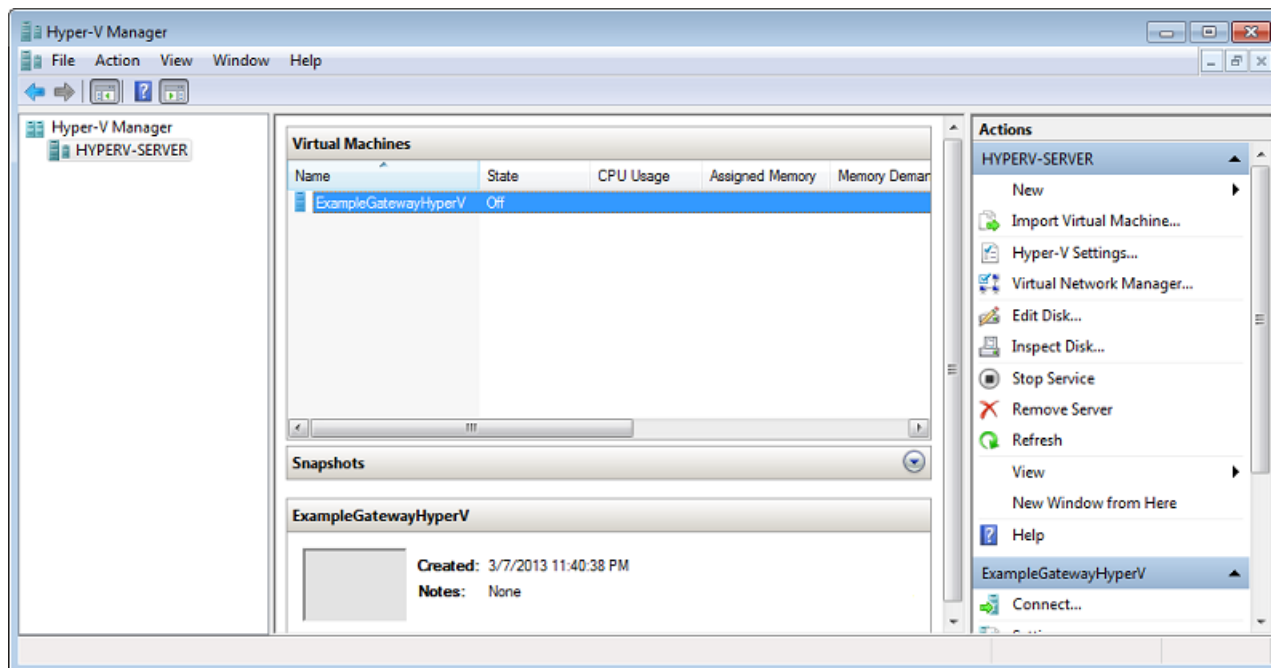 Hyper-V Manager
File Action View Window Help
Hyper-V Manager
HYPERV-SERVER
Virtual Machines
Name State CPU Usage Assigned Memory Memory Deman
ExampleGatewayHyperV Off
Snapshots
ExampleGatewayHyperV
Created: 3/7/2013 11:40:38 PM
Notes: None
Actions
HYPERV-SERVER
New
Import Virtual Machine...
Hyper-V Settings...
Virtual Network Manager...
Edit Disk...
Inspect Disk...
Stop Service
Remove Server
Refresh
View
New Window from Here
Help
ExampleGatewayHyperV
Connect...